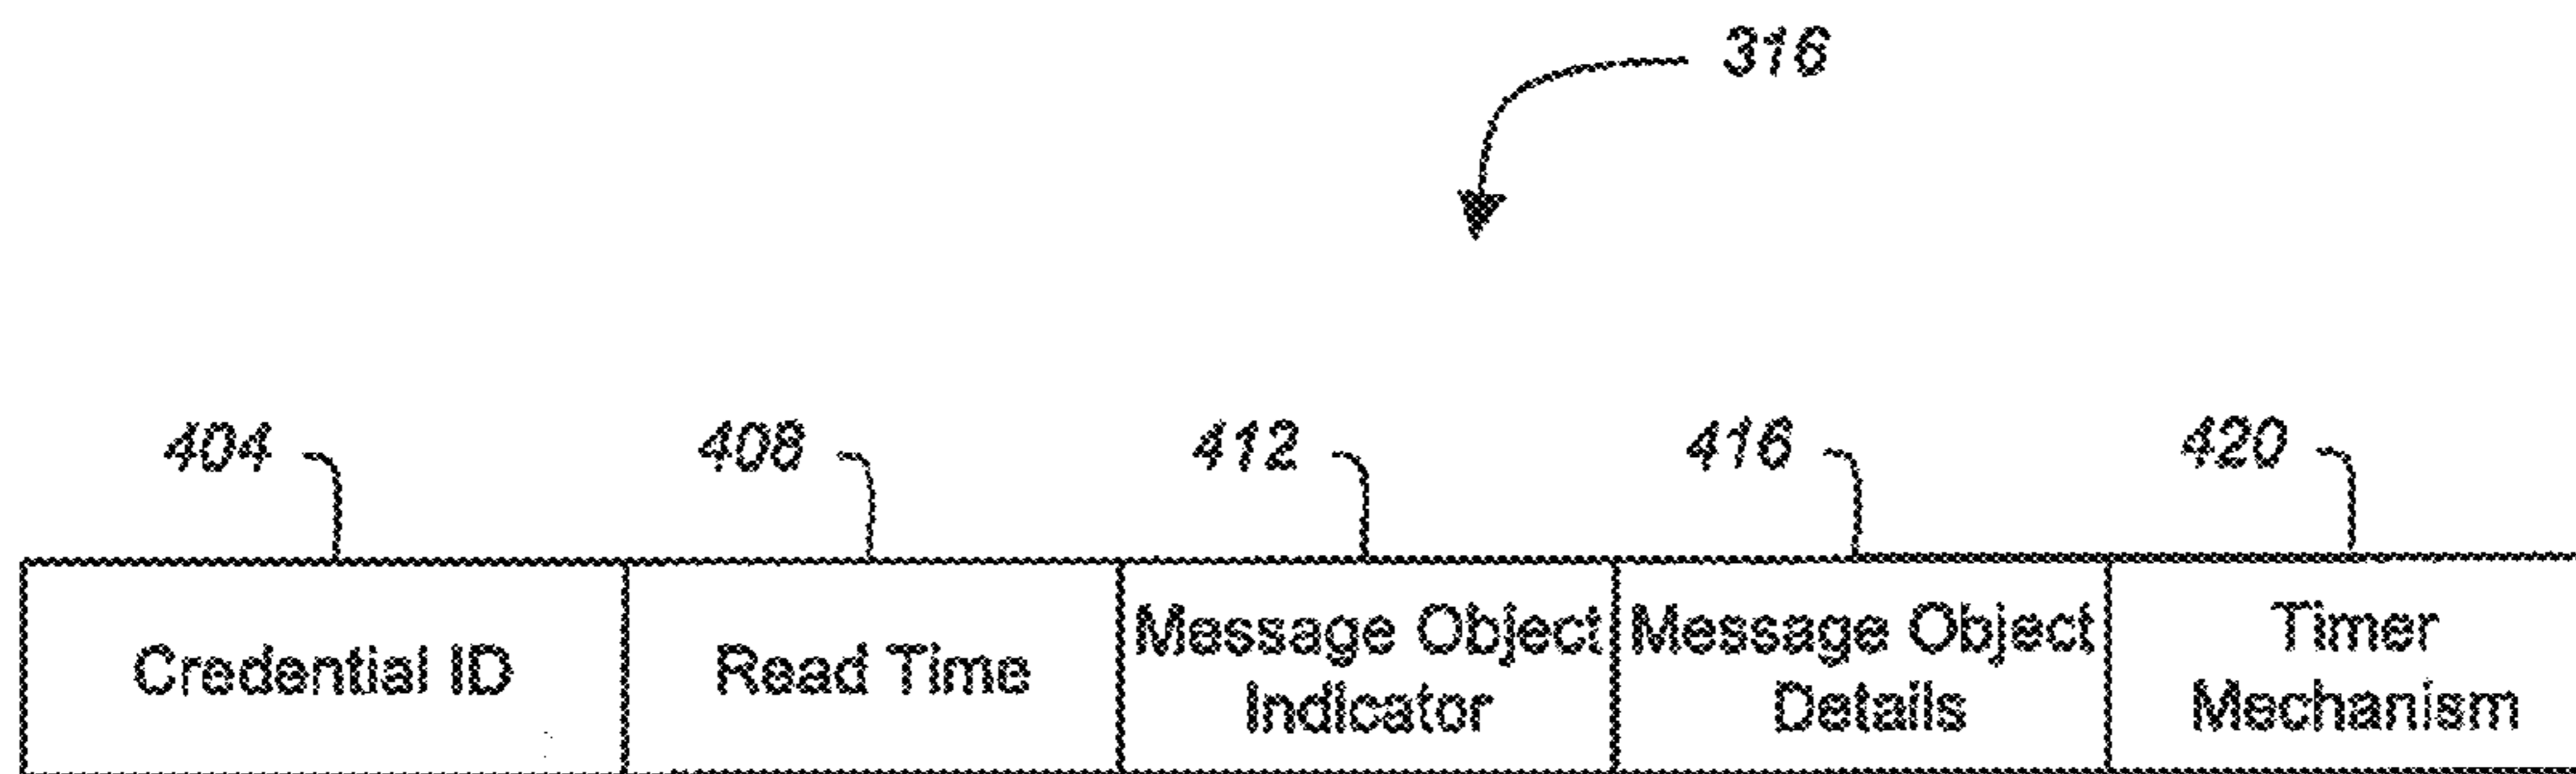 316
404 408 412 416 420
Credential ID
Read Time
Message Object
Indicator
Message Object
Details
Timer
Mechanism